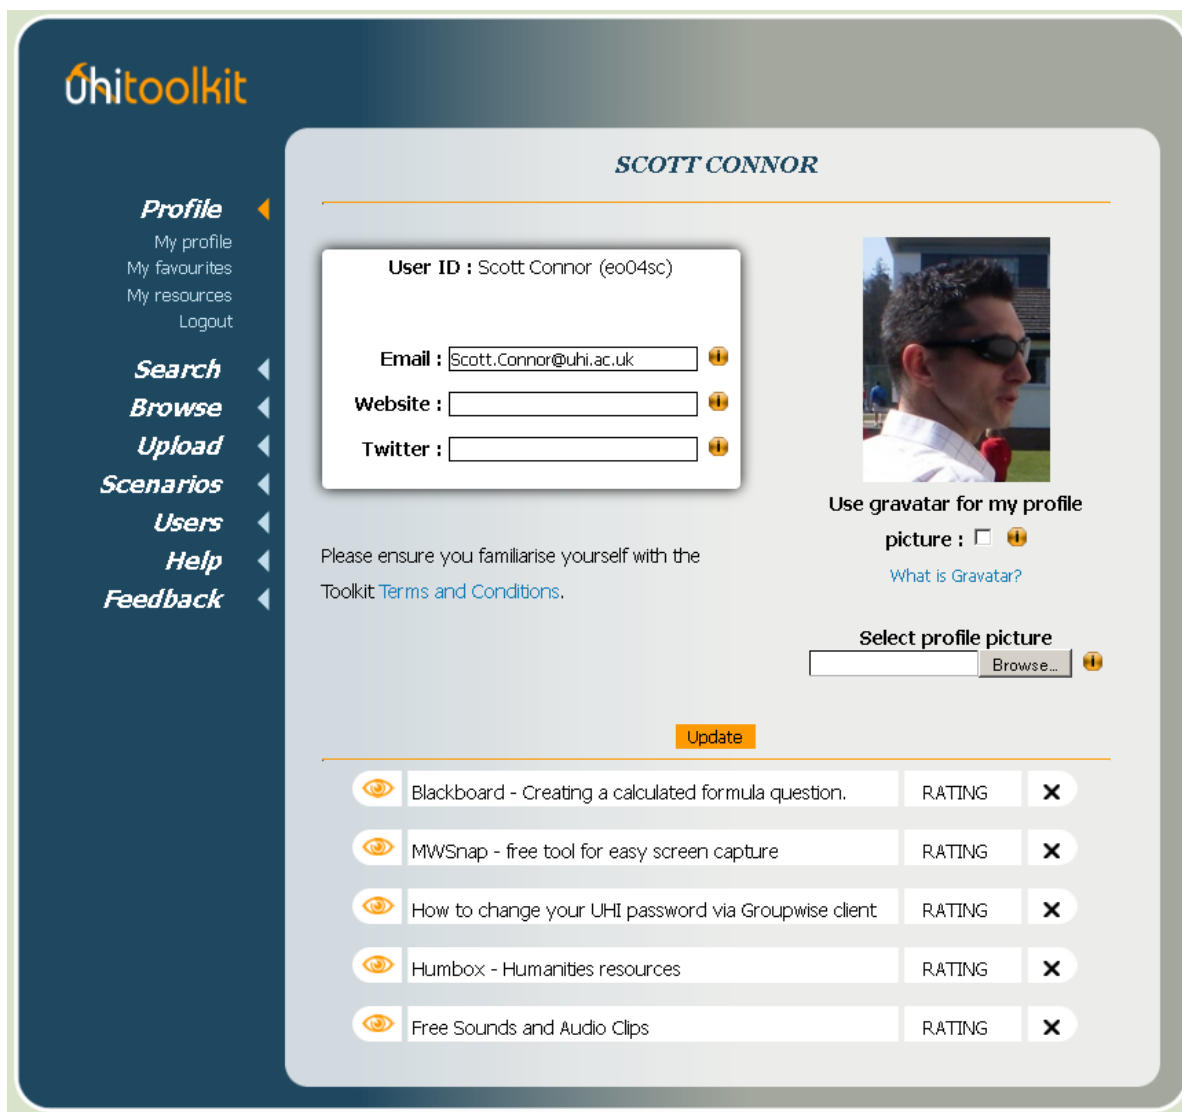 uhitoolkit
SCOTT CONNOR
Profile
My profile
My favourites
My resources
Logout
Search
Browse
Upload
Scenarios
Users
Help
Feedback
User ID : Scott Connor (eo04sc)
Email : Scott.Connor@uhi.ac.uk
Website :
Twitter :
Please ensure you familiarise yourself with the
Toolkit Terms and Conditions.
Use gravatar for my profile
picture :
What is Gravatar?
Select profile picture
Browse...
Update
Blackboard - Creating a calculated formula question. RATING
MWSnap - free tool for easy screen capture RATING
How to change your UHI password via Groupwise client RATING
Humbox - Humanities resources RATING
Free Sounds and Audio Clips RATING